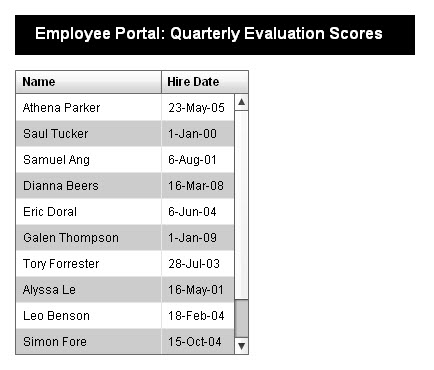 Employee Portal: Quarterly Evaluation Scores
Name Hire Date
Athena Parker 23-May-05
Saul Tucker 1-Jan-00
Samuel Ang 6-Aug-01
Dianna Beers 16-Mar-08
Eric Doral 6-Jun-04
Galen Thompson 1-Jan-09
Tory Forrester 28-Jul-03
Alyssa Le 16-May-01
Leo Benson 18-Feb-04
Simon Fore 15-Oct-04